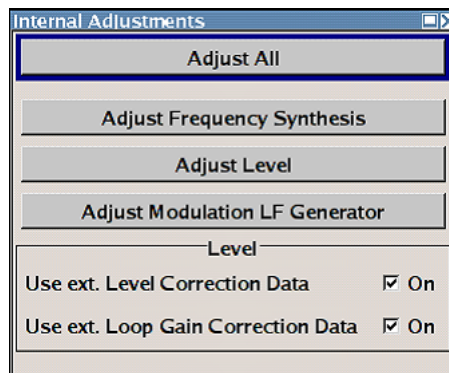 Internal Adjustments
Adjust All
Adjust Frequency Synthesis
Adjust Level
Adjust Modulation LF Generator
Level
Use ext. Level Correction Data On
Use ext. Loop Gain Correction Data On